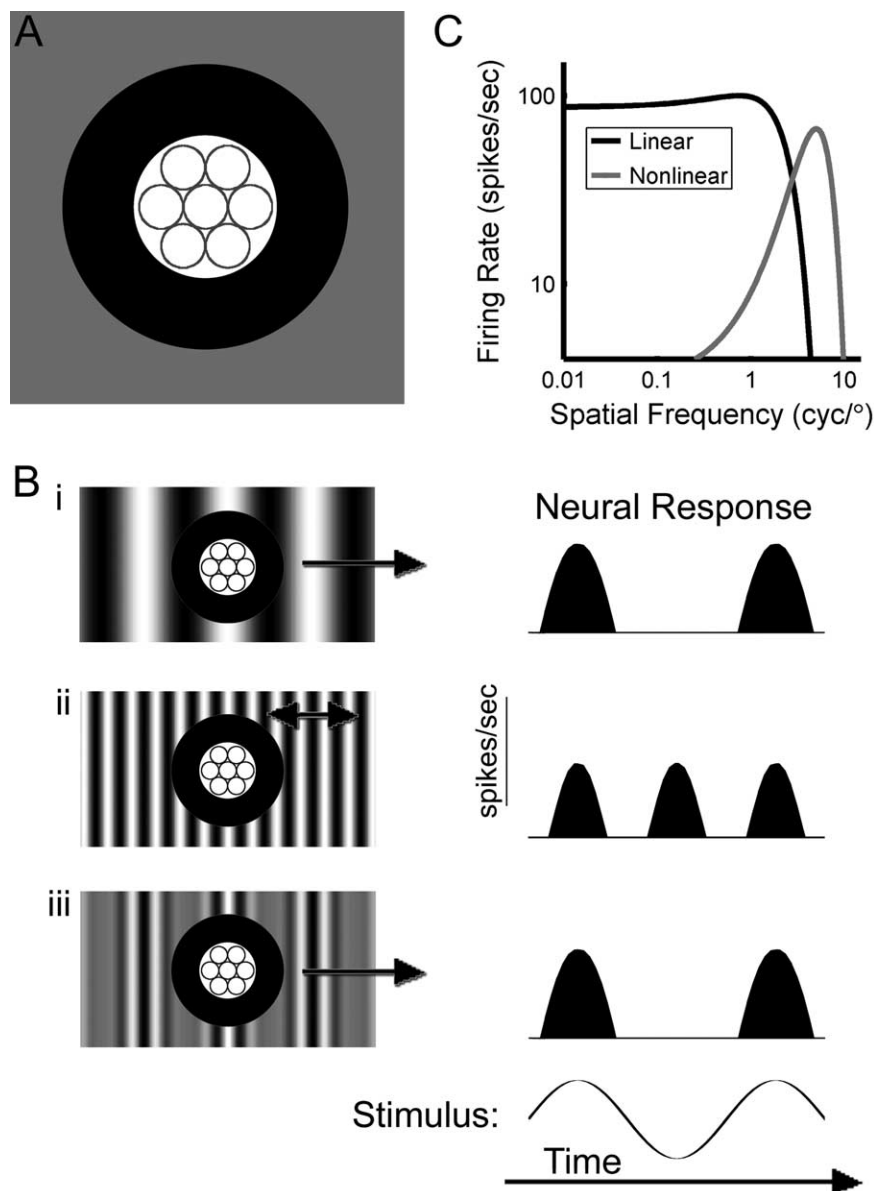 A
C
100
10
Firing Rate (spikes/sec)
Linear
Nonlinear
0.01 0.1 1 10
Spatial Frequency (cyc/°)
B
i
Neural Response
ii
spikes/sec
iii
Stimulus:
Time